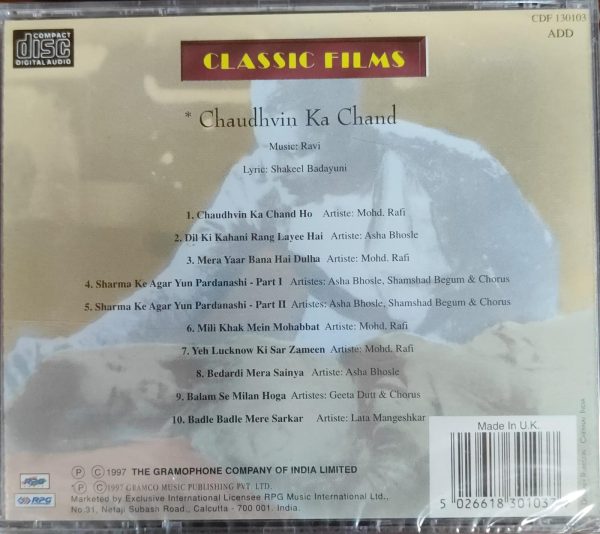 COMPACT
disc
DIGITAL AUDIO
CDF 130103
ADD
CLASSIC FILMS
* Chaudhvin Ka Chand
Music: Ravi
Lyric: Shakeel Badayuni
1. Chaudhvin Ka Chand Ho Artiste: Mohd. Rafi
2. Dil Ki Kahani Rang Layee Hai Artiste: Asha Bhosle
3. Mera Yaar Bana Hai Dulha Artiste: Mohd. Rafi
4. Sharma Ke Agar Yun Pardanashi - Part I Artistes: Asha Bhosle, Shamshad Begum & Chorus
5. Sharma Ke Agar Yun Pardanashi - Part II Artistes: Asha Bhosle, Shamshad Begum & Chorus
6. Mili Khak Mein Mohabbat Artiste: Mohd. Rafi
7. Yeh Lucknow Ki Sar Zameen Artiste: Mohd. Rafi
8. Bedardi Mera Sainya Artiste: Asha Bhosle
9. Balam Se Milan Hoga Artistes: Geeta Dutt & Chorus
10. Badle Badle Mere Sarkar Artiste: Lata Mangeshkar
Made In U.K.
5 026618 30103
Ⓟ Ⓒ 1997 THE GRAMOPHONE COMPANY OF INDIA LIMITED
Ⓟ Ⓒ 1997 GRAMCO MUSIC PUBLISHING PVT. LTD.
RPG
Marketed by Exclusive International Licensee RPG Music International Ltd.,
No.31, Netaji Subash Road., Calcutta - 700 001. India.